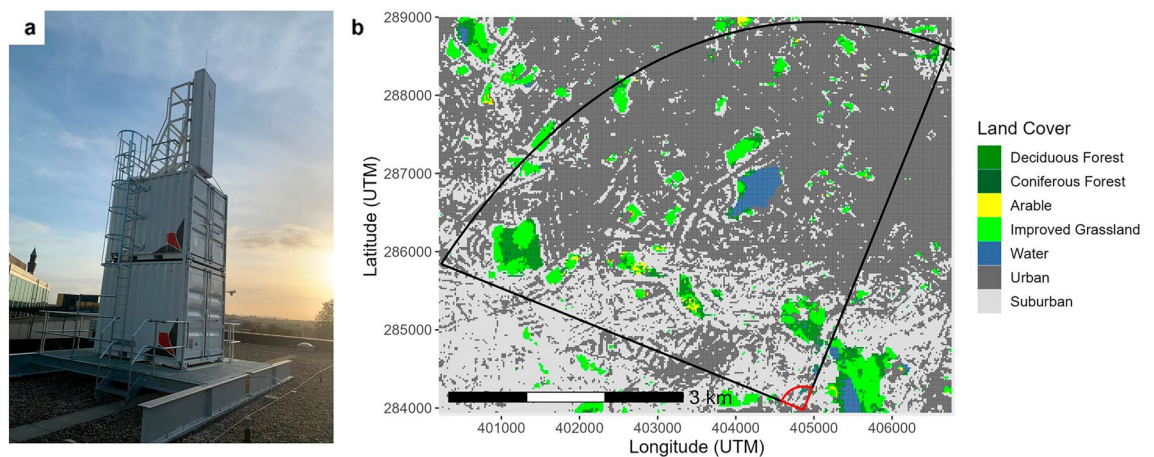 a
b
289000
288000
287000
286000
285000
284000
Latitude (UTM)
3 km
401000 402000 403000 404000 405000 406000
Longitude (UTM)
Land Cover
Deciduous Forest
Coniferous Forest
Arable
Improved Grassland
Water
Urban
Suburban